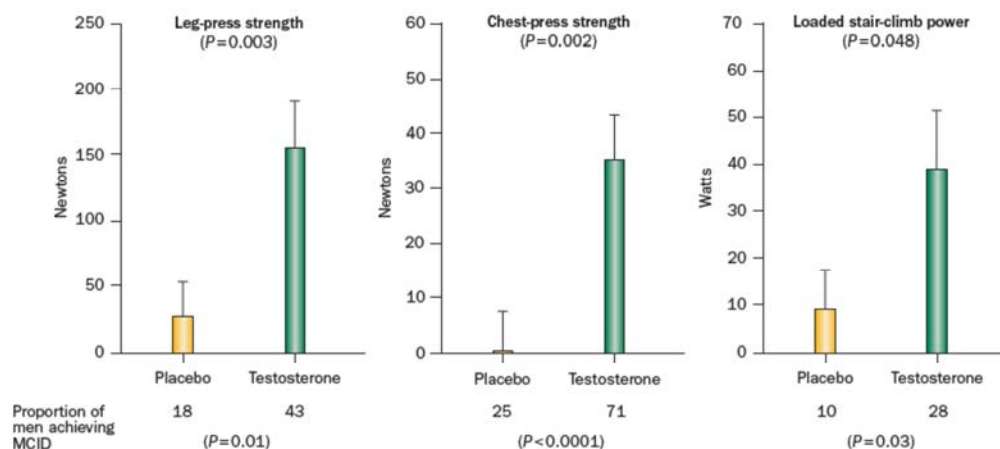 Leg-press strength
(P=0.003)
250
200
150
100
50
0
Newtons
Placebo Testosterone
Chest-press strength
(P=0.002)
60
50
40
30
20
10
0
Newtons
Placebo Testosterone
Loaded stair-climb power
(P=0.048)
70
60
50
40
30
20
10
0
Watts
Placebo Testosterone
Proportion of
men achieving
MCID
18 43
(P=0.01)
25 71
(P<0.0001)
10 28
(P=0.03)